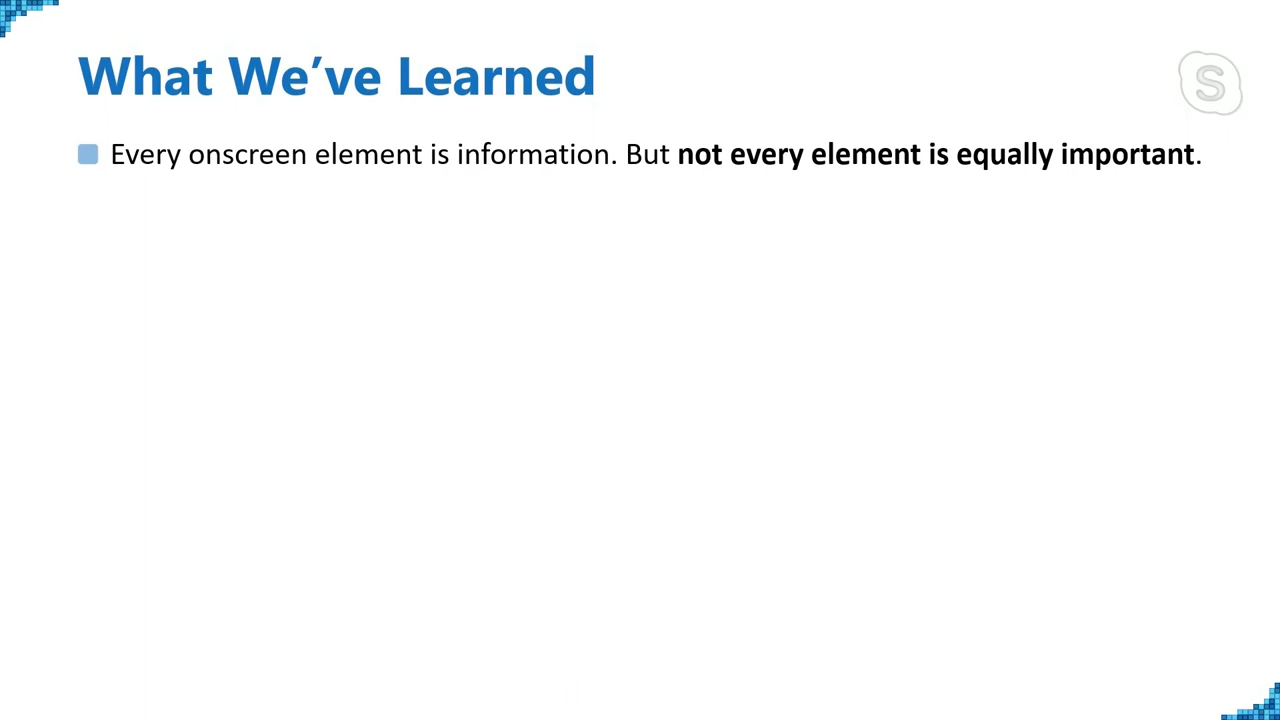 What We’ve Learned
S
Every onscreen element is information. But not every element is equally important.